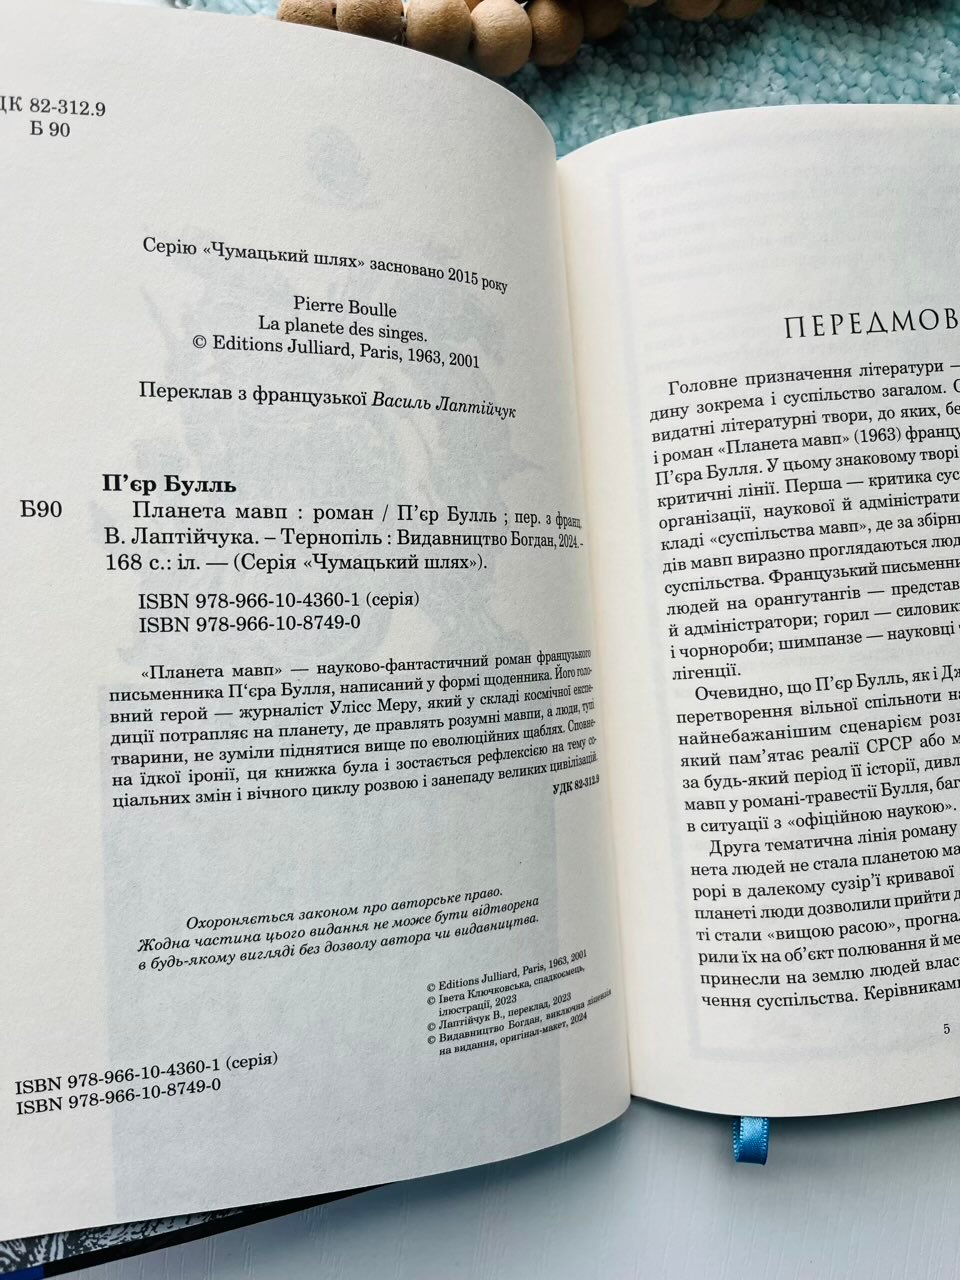 ДК 82-312.9
Б 90
Серію «Чумацький шлях» засновано 2015 року
Pierre Boulle
La planete des singes.
© Editions Julliard, Paris, 1963, 2001
Переклав з французької Василь Лаптійчук
П’єр Булль
Б90 Планета мавп : роман / П’єр Булль ; пер. з франц.
В. Лаптійчука. – Тернопіль : Видавництво Богдан, 2024. -
168 с.: іл. — (Серія «Чумацький шлях»).
ISBN 978-966-10-4360-1 (серія)
ISBN 978-966-10-8749-0
«Планета мавп» — науково-фантастичний роман французького
письменника П‘єра Булля, написаний у формі щоденника. Його голо-
вний герой — журналіст Улісс Меру, який у складі космічної експе-
диції потрапляє на планету, де правлять розумні мавпи, а люди, тупі
тварини, не зуміли піднятися вище по еволюційних щаблях. Сповне-
на їдкої іронії, ця книжка була і зостається рефлексією на тему со-
ціальних змін і вічного циклу розвою і занепаду великих цивілізацій.
УДК 82-312.9
Охороняється законом про авторське право.
Жодна частина цього видання не може бути відтворена
в будь-якому вигляді без дозволу автора чи видавництва.
© Editions Julliard, Paris, 1963, 2001
© Івета Ключковська, спадкоємець,
ілюстрації, 2023
© Лаптійчук В., переклад, 2023
© Видавництво Богдан, виключна ліцензія
на видання, оригінал-макет, 2024
ISBN 978-966-10-4360-1 (серія)
ISBN 978-966-10-8749-0
ПЕРЕДМОВ
Головне призначення літератури —
дину зокрема і суспільство загалом. С
видатні літературні твори, до яких, бе
і роман «Планета мавп» (1963) францу
П’єра Булля. У цьому знаковому творі
критичні лінії. Перша — критика сус
організації, наукової й адміністрати
кладі «суспільства мавп», де за збірни
дів мавп виразно проглядаються люд
суспільства. Французький письменни
людей на орангутангів — представ
й адміністратори; горил — силовик
і чорнороби; шимпанзе — науковці
лігенції.
Очевидно, що П’єр Булль, як і Дж
перетворення вільної спільноти на
найнебажанішим сценарієм розв
який пам’ятає реалії СРСР або м
за будь-який період її історії, дивл
мавп у романі-травестії Булля, баг
в ситуації з «офіційною наукою».
Друга тематична лінія роману
нета людей не стала планетою ма
рорі в далекому сузір’ї кривавої
планеті люди дозволили прийти д
ті стали «вищою расою», прогнал
рили їх на об’єкт полювання й ме
принесли на землю людей влас
чення суспільства. Керівниками
5